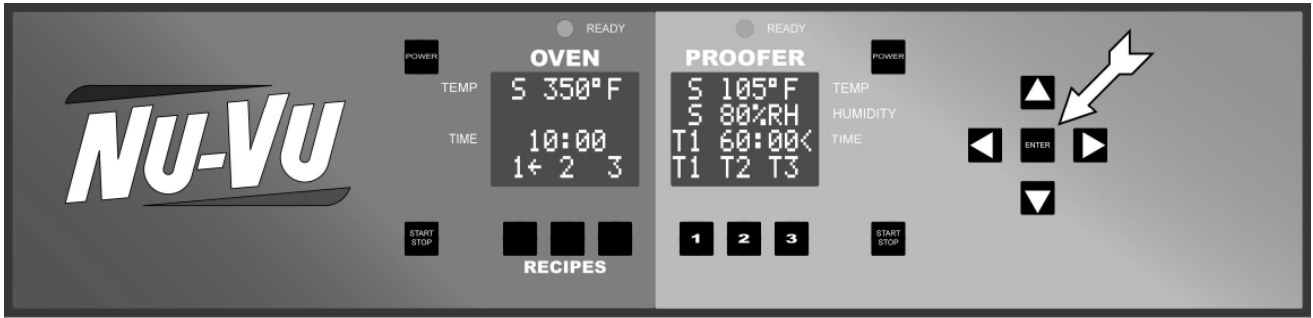 READY
POWER
OVEN
TEMP
S 350°F
TIME
10:00
1← 2 3
START
STOP
RECIPES
NU-VU
READY
PROOFER
POWER
S 105°F
TEMP
S 80%RH
HUMIDITY
T1 60:00<
TIME
T1 T2 T3
1 2 3
START
STOP
ENTER